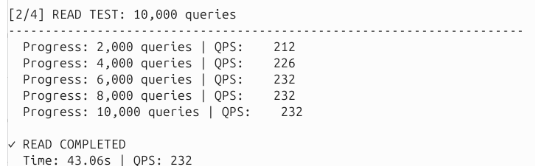 [2/4] READ TEST: 10,000 queries
----------------------------------------------------------------------
Progress: 2,000 queries | QPS: 212
Progress: 4,000 queries | QPS: 226
Progress: 6,000 queries | QPS: 232
Progress: 8,000 queries | QPS: 232
Progress: 10,000 queries | QPS: 232
✓ READ COMPLETED
Time: 43.06s | QPS: 232